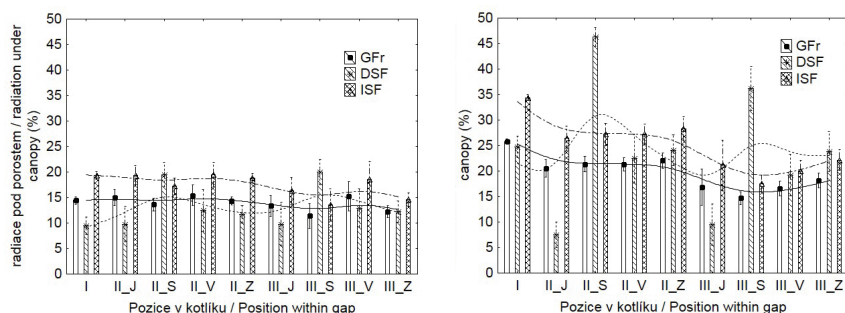 radiace pod porostem / radiation under
canopy (%)
50
45
40
35
30
25
20
15
10
5
0
GFr
DSF
ISF
I II_J II_S II_V II_Z III_J III_S III_V III_Z
Pozice v kotlíku / Position within gap
canopy (%)
50
45
40
35
30
25
20
15
10
5
0
GFr
DSF
ISF
I II_J II_S II_V II_Z III_J III_S III_V III_Z
Pozice v kotlíku / Position within gap